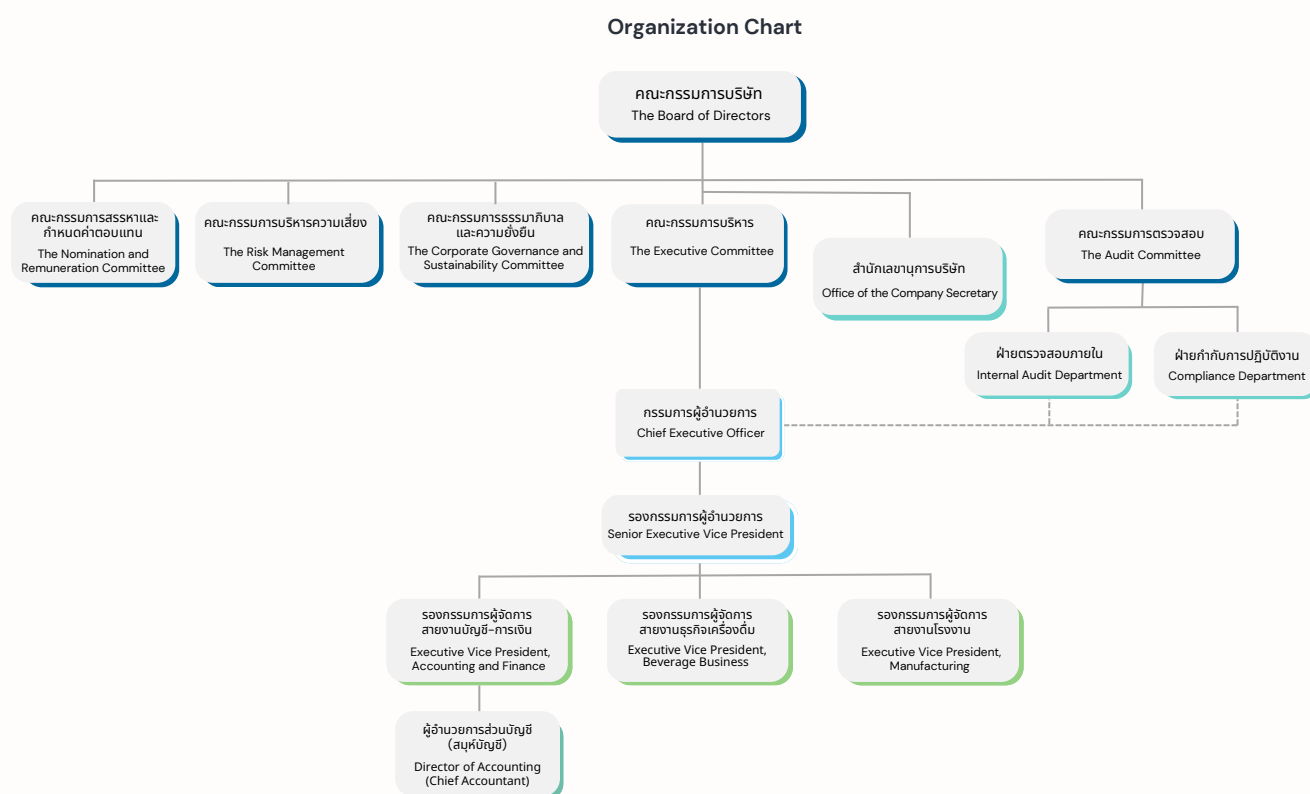 Organization Chart
คณะกรรมการบริษัท
The Board of Directors
คณะกรรมการสรรหาและ
กำหนดค่าตอบแทน
The Nomination and
Remuneration Committee
คณะกรรมการบริหารความเสี่ยง
The Risk Management
Committee
คณะกรรมการธรรมาภิบาล
และความยั่งยืน
The Corporate Governance and
Sustainability Committee
คณะกรรมการบริหาร
The Executive Committee
สำนักเลขานุการบริษัท
Office of the Company Secretary
คณะกรรมการตรวจสอบ
The Audit Committee
ฝ่ายตรวจสอบภายใน
Internal Audit Department
ฝ่ายกำกับการปฏิบัติงาน
Compliance Department
กรรมการผู้อำนวยการ
Chief Executive Officer
รองกรรมการผู้อำนวยการ
Senior Executive Vice President
รองกรรมการผู้จัดการ
สายงานบัญชี-การเงิน
Executive Vice President,
Accounting and Finance
รองกรรมการผู้จัดการ
สายงานธุรกิจเครื่องดื่ม
Executive Vice President,
Beverage Business
รองกรรมการผู้จัดการ
สายงานโรงงาน
Executive Vice President,
Manufacturing
ผู้อำนวยการส่วนบัญชี
(สมุห์บัญชี)
Director of Accounting
(Chief Accountant)